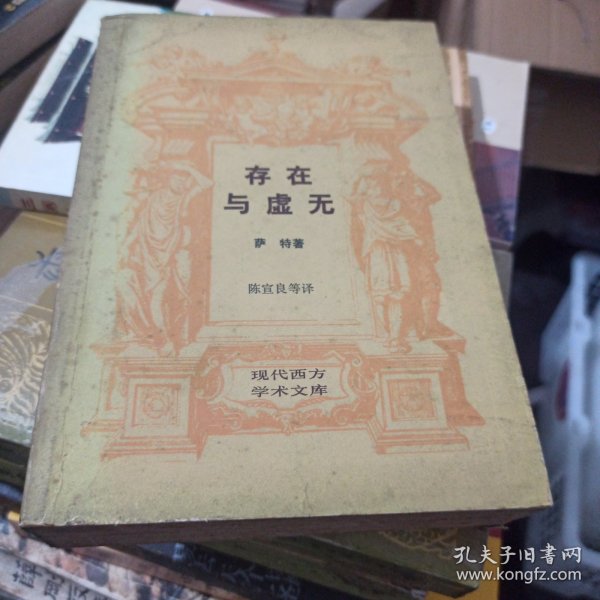 存在
与虚无
萨 特著
陈宣良等译
现代西方
学术文库
孔夫子旧书网
www.kongfz.com